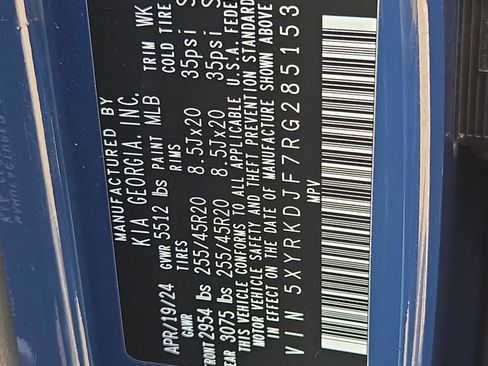 MANUFACTURED BY
KIA GEORGIA, INC.
APR/19/24 GVWR 5512 lbs PAINT MLB TRIM WK
GAWR TIRES RIMS COLD TIRE
FRONT 2954 lbs 255/45R20 8.5Jx20 35psi
REAR 3075 lbs 255/45R20 8.5Jx20 35psi
THIS VEHICLE CONFORMS TO ALL APPLICABLE U.S.A. FEDE
MOTOR VEHICLE SAFETY AND THEFT PREVENTION STANDARD
IN EFFECT ON THE DATE OF MANUFACTURE SHOWN ABOVE
VIN 5XYRKDJF7RG285153
MPV